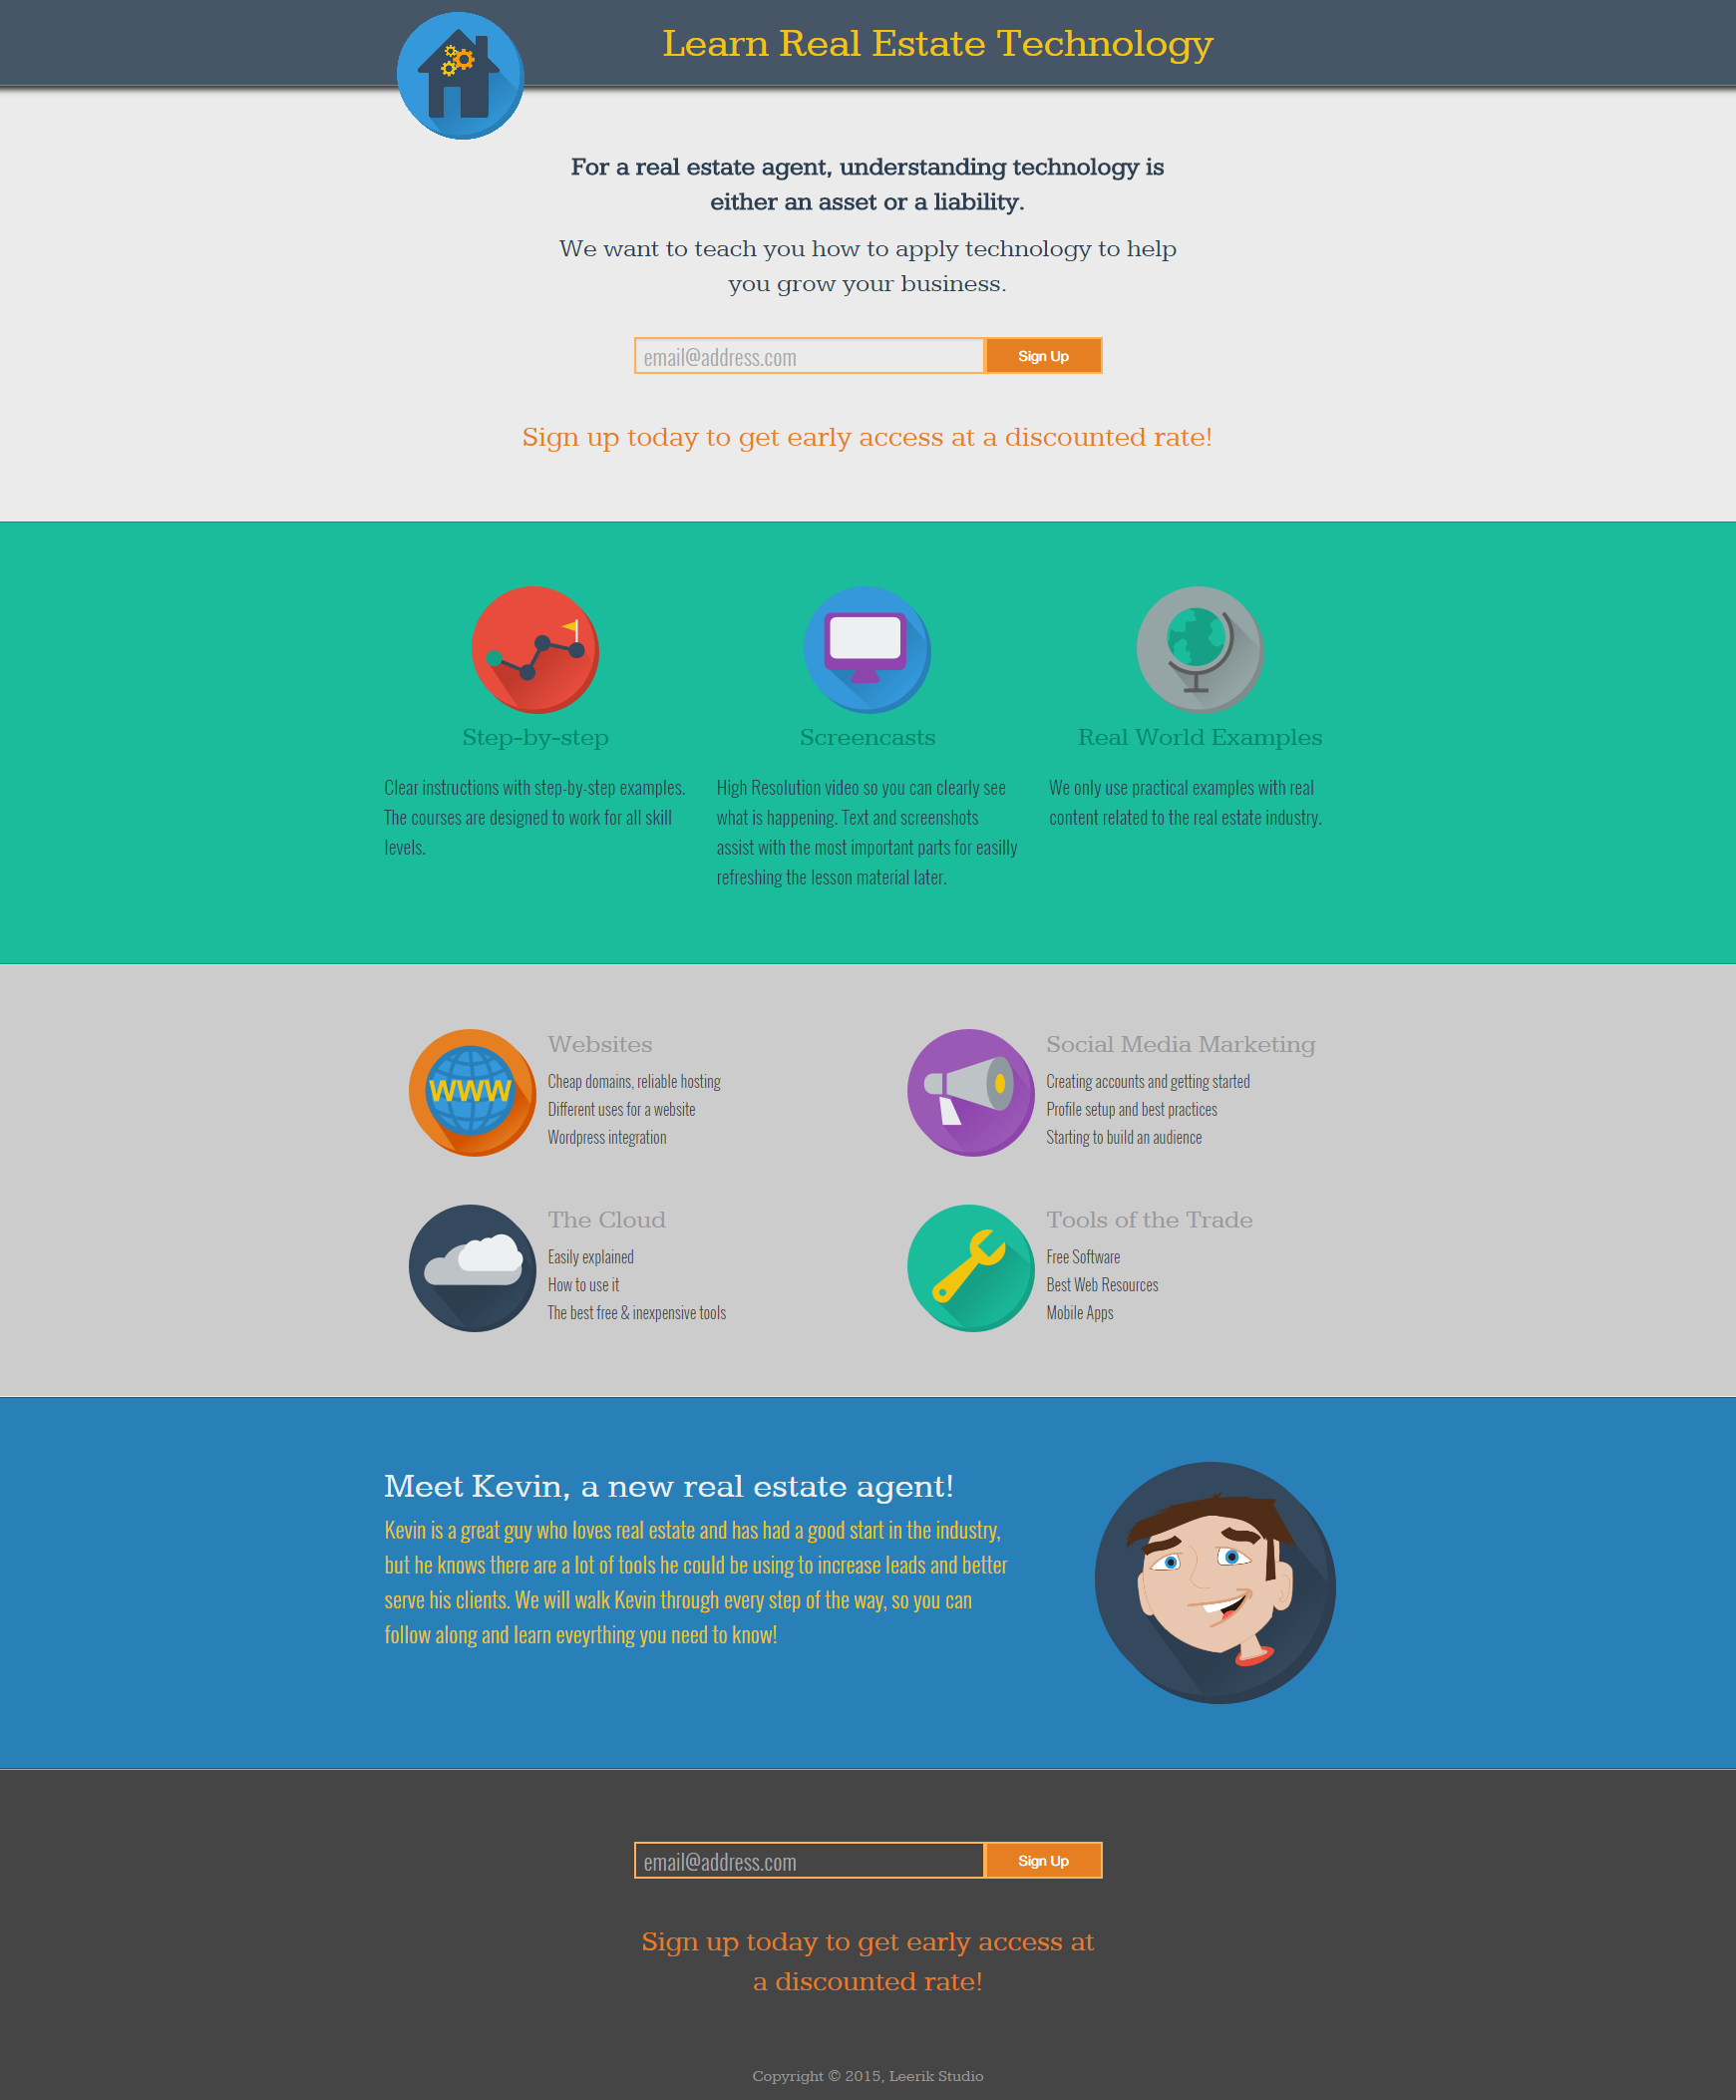 Learn Real Estate Technology
For a real estate agent, understanding technology is
either an asset or a liability.
We want to teach you how to apply technology to help
you grow your business.
email@address.com
Sign Up
Sign up today to get early access at a discounted rate!
Step-by-step
Clear instructions with step-by-step examples.
The courses are designed to work for all skill
levels.
Screencasts
High Resolution video so you can clearly see
what is happening. Text and screenshots
assist with the most important parts for easilly
refreshing the lesson material later.
Real World Examples
We only use practical examples with real
content related to the real estate industry.
WWW
Websites
Cheap domains, reliable hosting
Different uses for a website
Wordpress integration
Social Media Marketing
Creating accounts and getting started
Profile setup and best practices
Starting to build an audience
The Cloud
Easily explained
How to use it
The best free & inexpensive tools
Tools of the Trade
Free Software
Best Web Resources
Mobile Apps
Meet Kevin, a new real estate agent!
Kevin is a great guy who loves real estate and has had a good start in the industry,
but he knows there are a lot of tools he could be using to increase leads and better
serve his clients. We will walk Kevin through every step of the way, so you can
follow along and learn eveyrthing you need to know!
email@address.com
Sign Up
Sign up today to get early access at
a discounted rate!
Copyright © 2015, Leerik Studio